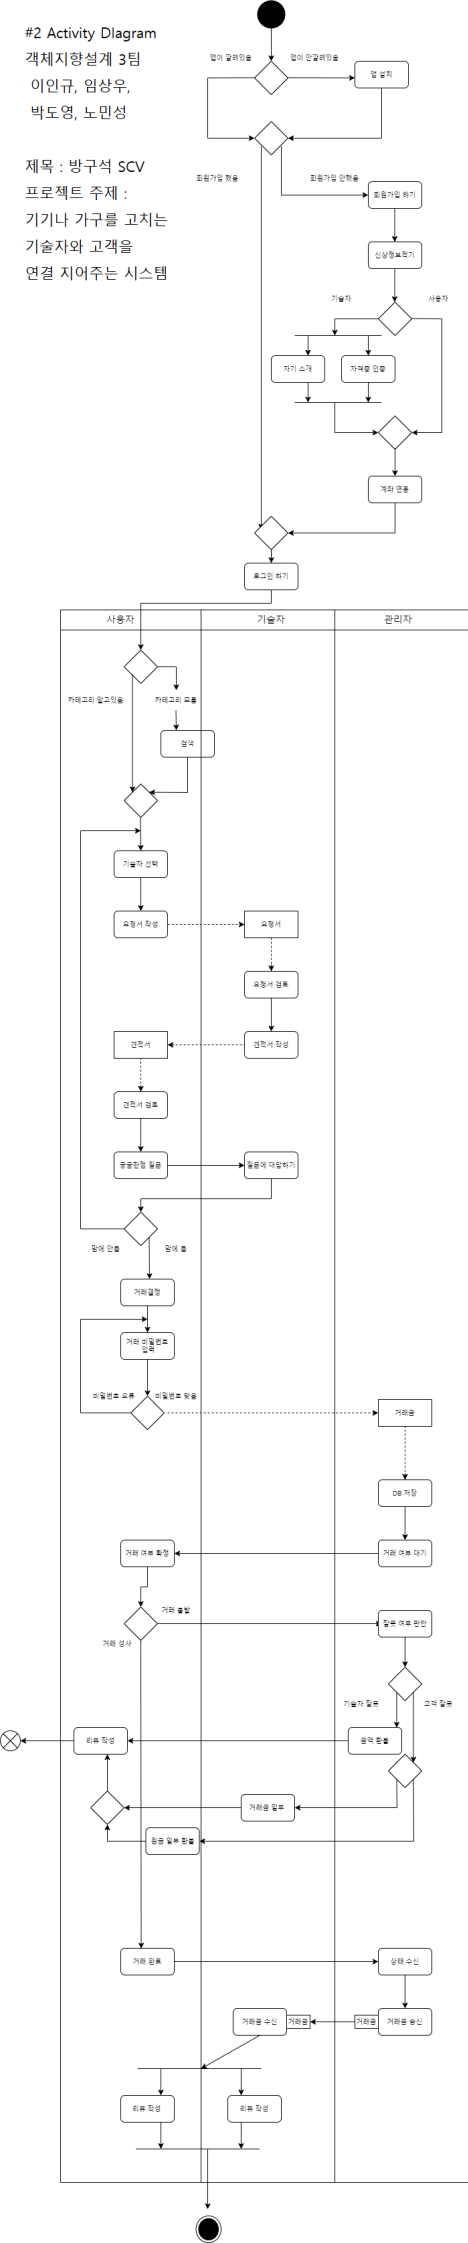 #2 Activity DIagram
객체지향설계 3팀
이인규, 임상우,
박도영, 노민성
제목 : 방구석 SCV
프로젝트 주제 :
기기나 가구를 고치는
기술자와 고객을
연결 지어주는 시스템
앱이 깔려있음
앱이 안깔려있음
앱 설치
회원가입 했음
회원가입 안했음
회원가입 하기
신상정보적기
기술자
사용자
자기 소개
자격증 인증
계좌 연동
로그인 하기
사용자
기술자
관리자
카테고리 알고있음
카테고리 모름
검색
기술자 선택
요청서 작성
요청서
요청서 검토
견적서
견적서 작성
견적서 검토
궁금한점 질문
질문에 대답하기
맘에 안듬
맘에 듬
거래결정
거래 비밀번호
입력
비밀번호 오류
비밀번호 맞음
거래금
DB 저장
거래 여부 확정
거래 여부 대기
거래 불발
거래 성사
잘못 여부 판단
기술자 잘못
고객 잘못
리뷰 작성
금액 환불
거래금 일부
원금 일부 환불
거래 완료
상태 수신
거래금 수신
거래금
거래금
거래금 송신
리뷰 작성
리뷰 작성